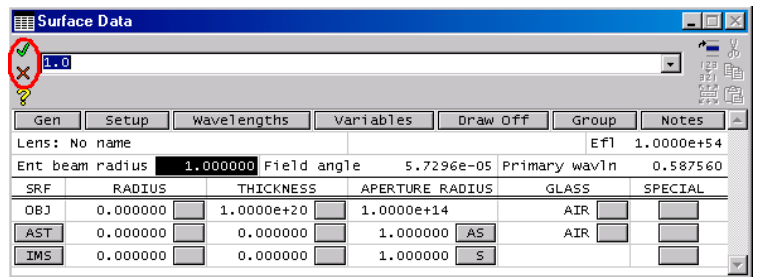 Surface Data
1.0
Gen Setup Wavelengths Variables Draw Off Group Notes
Lens: No name Efl 1.0000e+54
Ent beam radius 1.000000 Field angle 5.7296e-05 Primary wavln 0.587560
SRF RADIUS THICKNESS APERTURE RADIUS GLASS SPECIAL
OBJ 0.000000 1.0000e+20 1.0000e+14 AIR
AST 0.000000 0.000000 1.000000 AS AIR
IMS 0.000000 0.000000 1.000000 S